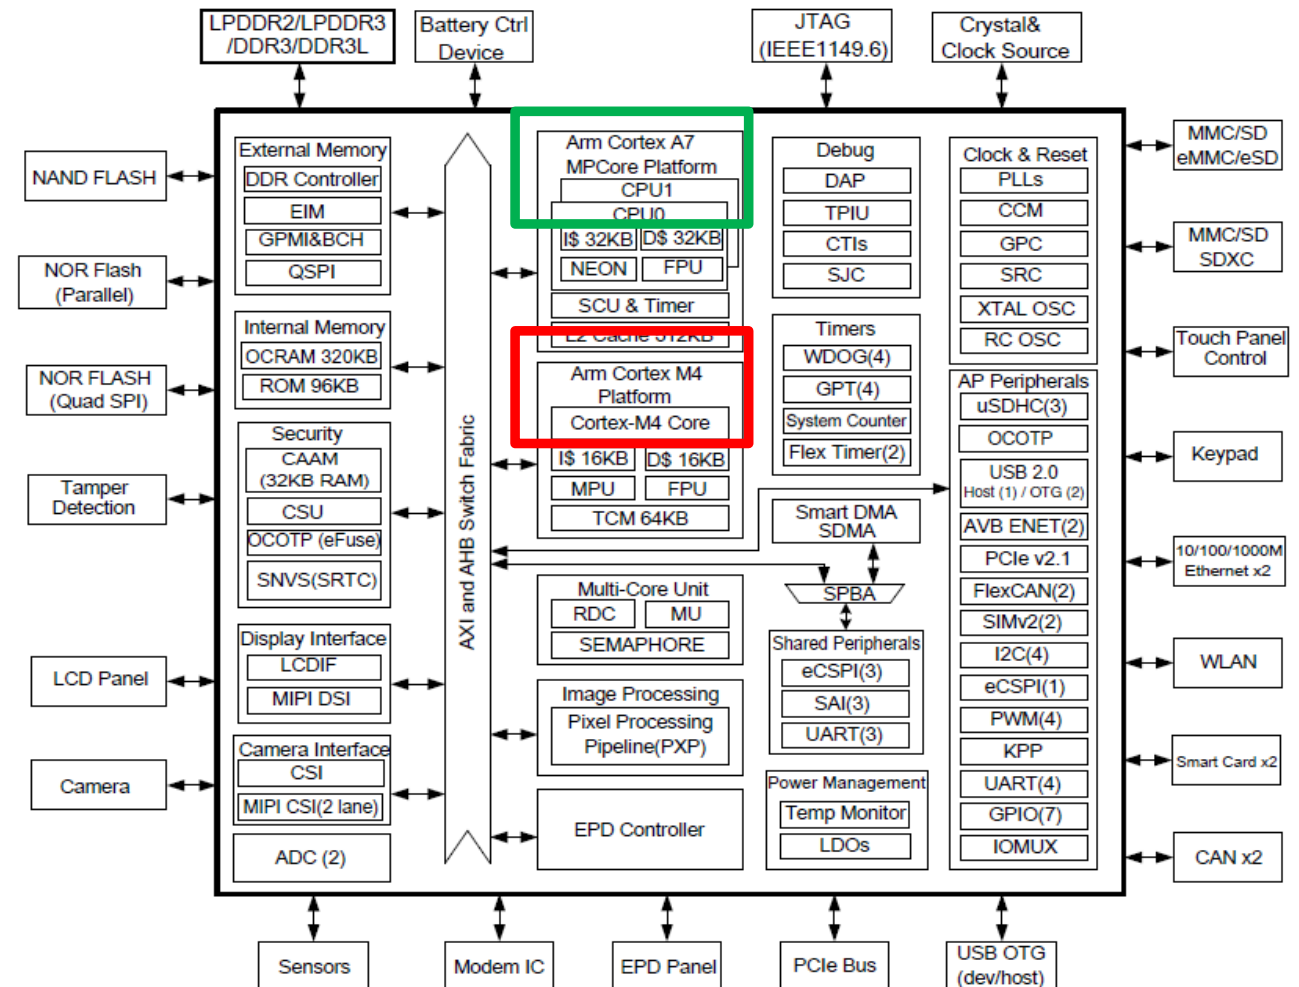 LPDDR2/LPDDR3
/DDR3/DDR3L
Battery Ctrl
Device
JTAG
(IEEE1149.6)
Crystal&
Clock Source
NAND FLASH
NOR Flash
(Parallel)
NOR FLASH
(Quad SPI)
Tamper
Detection
LCD Panel
Camera
External Memory
DDR Controller
EIM
GPMI&BCH
QSPI
Internal Memory
OCRAM 320KB
ROM 96KB
Security
CAAM
(32KB RAM)
CSU
OCOTP (eFuse)
SNVS(SRTC)
Display Interface
LCDIF
MIPI DSI
Camera Interface
CSI
MIPI CSI(2 lane)
ADC (2)
AXI and AHB Switch Fabric
Arm Cortex A7
MPCore Platform
CPU1
CPU0
I$ 32KB
D$ 32KB
NEON
FPU
SCU & Timer
L2 Cache 512KB
Arm Cortex M4
Platform
Cortex-M4 Core
I$ 16KB
D$ 16KB
MPU
FPU
TCM 64KB
Multi-Core Unit
RDC
MU
SEMAPHORE
Image Processing
Pixel Processing
Pipeline(PXP)
EPD Controller
Debug
DAP
TPIU
CTIs
SJC
Timers
WDOG(4)
GPT(4)
System Counter
Flex Timer(2)
Smart DMA
SDMA
SPBA
Shared Peripherals
eCSPI(3)
SAI(3)
UART(3)
Power Management
Temp Monitor
LDOs
Clock & Reset
PLLs
CCM
GPC
SRC
XTAL OSC
RC OSC
AP Peripherals
uSDHC(3)
OCOTP
USB 2.0
Host (1) / OTG (2)
AVB ENET(2)
PCIe v2.1
FlexCAN(2)
SIMv2(2)
I2C(4)
eCSPI(1)
PWM(4)
KPP
UART(4)
GPIO(7)
IOMUX
MMC/SD
eMMC/eSD
MMC/SD
SDXC
Touch Panel
Control
Keypad
10/100/1000M
Ethernet x2
WLAN
Smart Card x2
CAN x2
Sensors
Modem IC
EPD Panel
PCIe Bus
USB OTG
(dev/host)